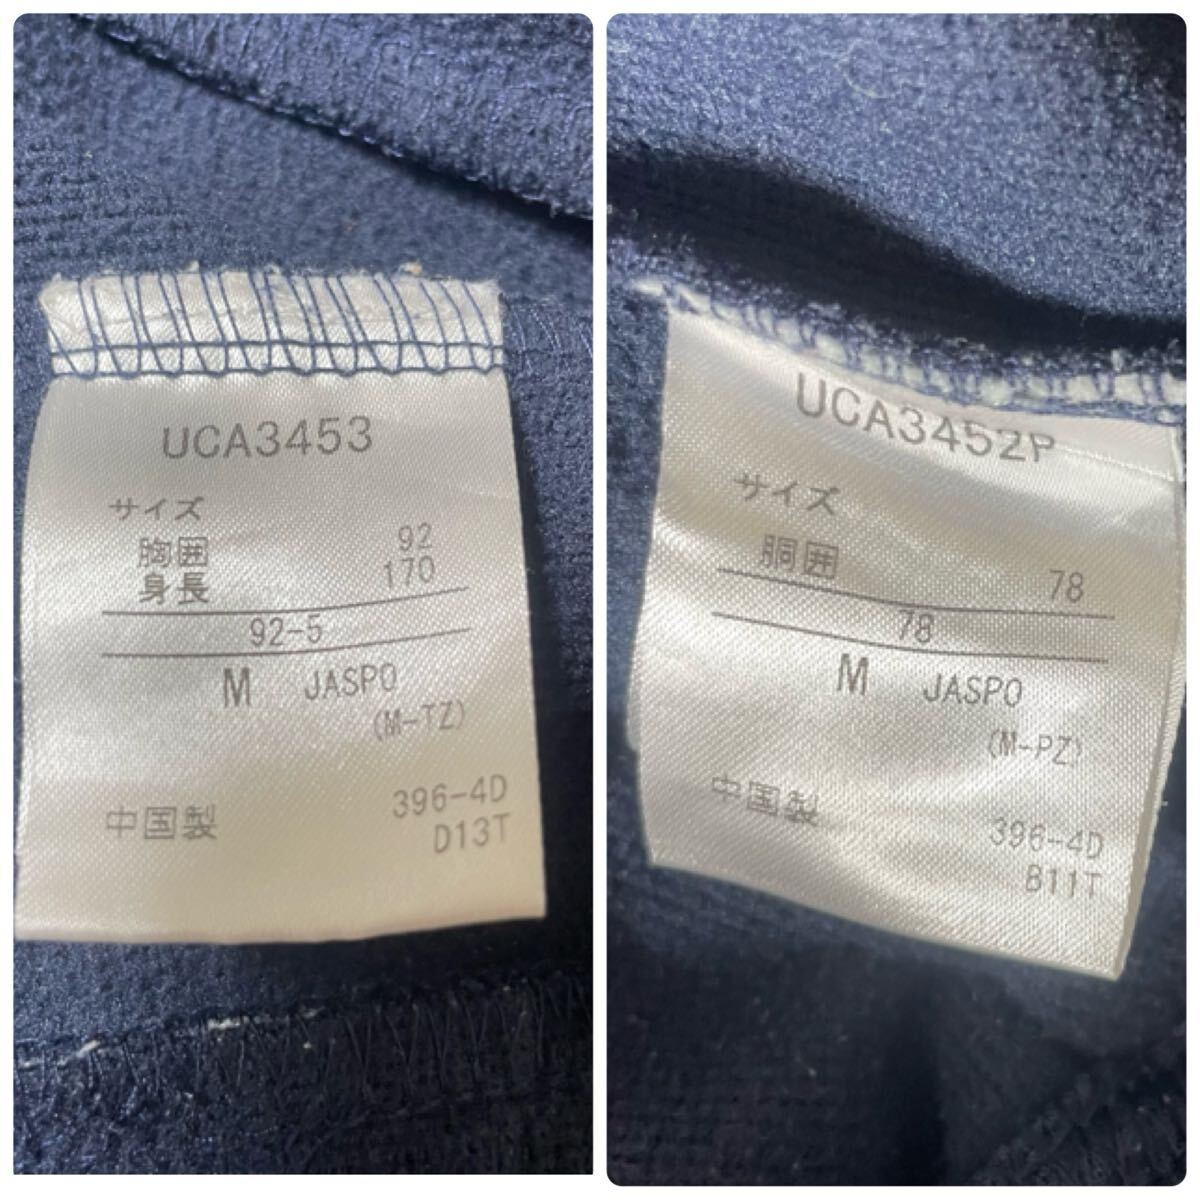 UCA3453
サイズ
胸囲 92
身長 170
92-5
M JASPO
(M-TZ)
396-4D
中国製 D13T
UCA3452P
サイズ
胴囲 78
78
M JASPO
(M-PZ)
中国製 396-4D
B11T